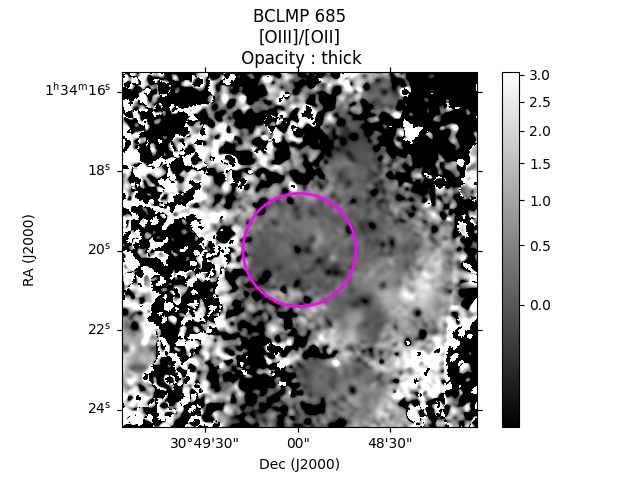 BCLMP 685
[OIII]/[OII]
Opacity : thick
1ʰ34ᵐ16ˢ
18ˢ
20ˢ
22ˢ
24ˢ
RA (J2000)
30°49'30" 00" 48'30"
Dec (J2000)
3.0
2.5
2.0
1.5
1.0
0.5
0.0